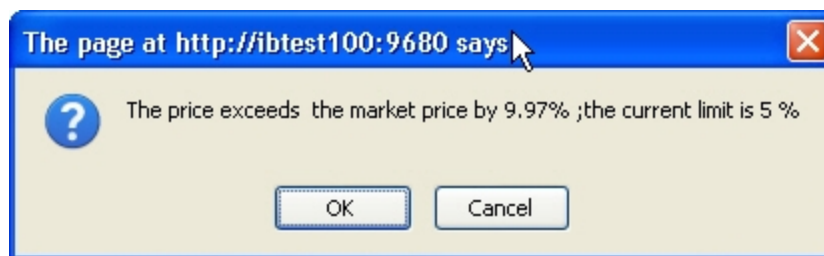 The page at http://ibtest100:9680 says
?
The price exceeds  the market price by 9.97% ;the current limit is 5 %
OK
Cancel